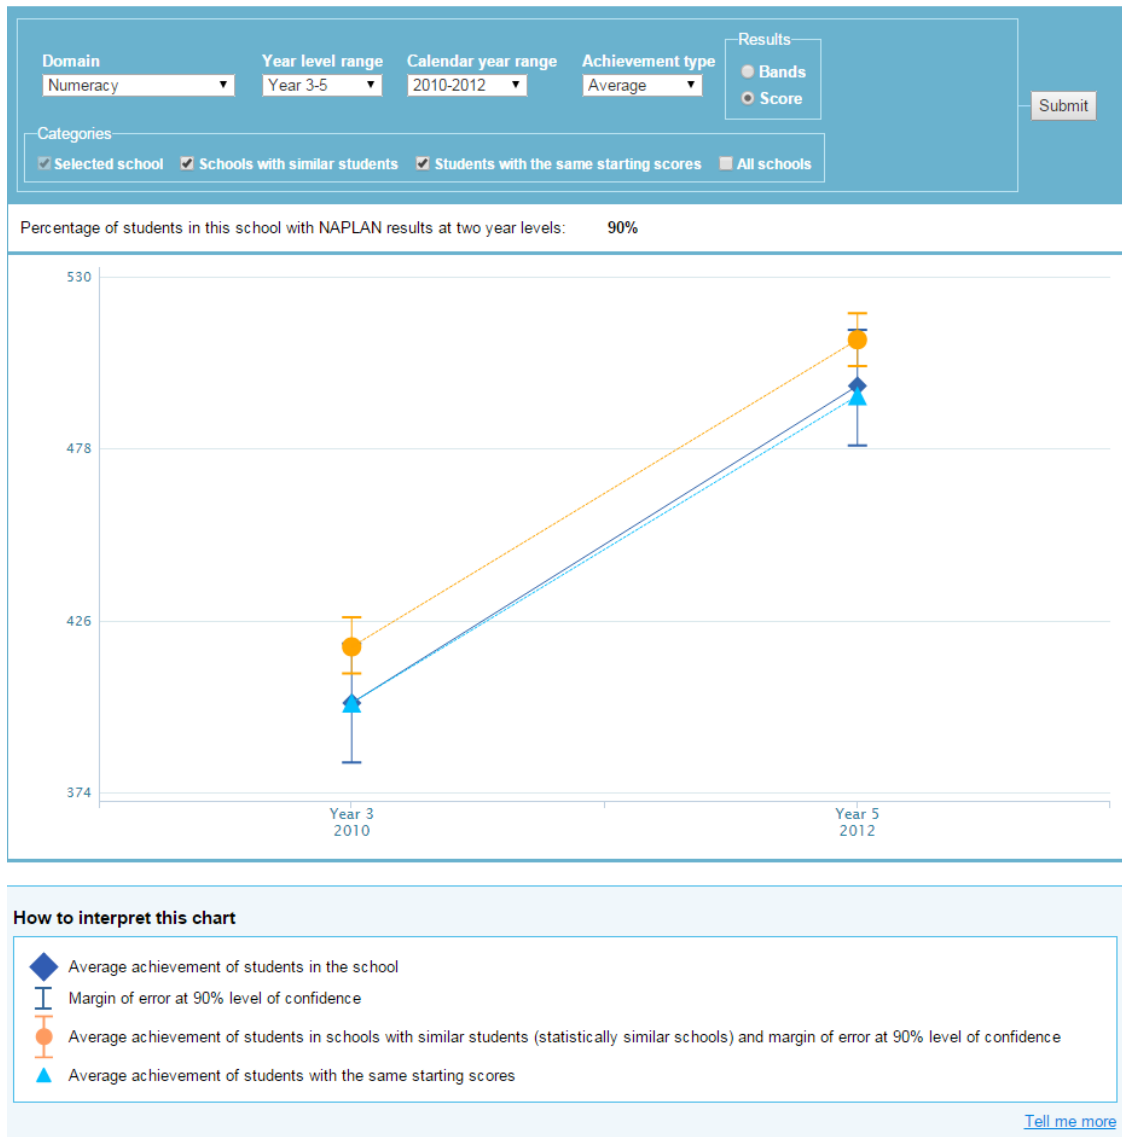 Results
Domain Year level range Calendar year range Achievement type
Bands
Numeracy Year 3-5 2010-2012 Average
Score
Submit
Categories
Selected school Schools with similar students Students with the same starting scores All schools
Percentage of students in this school with NAPLAN results at two year levels: 90%
530
478
426
374
Year 3 Year 5
2010 2012
How to interpret this chart
Average achievement of students in the school
Margin of error at 90% level of confidence
Average achievement of students in schools with similar students (statistically similar schools) and margin of error at 90% level of confidence
Average achievement of students with the same starting scores
Tell me more